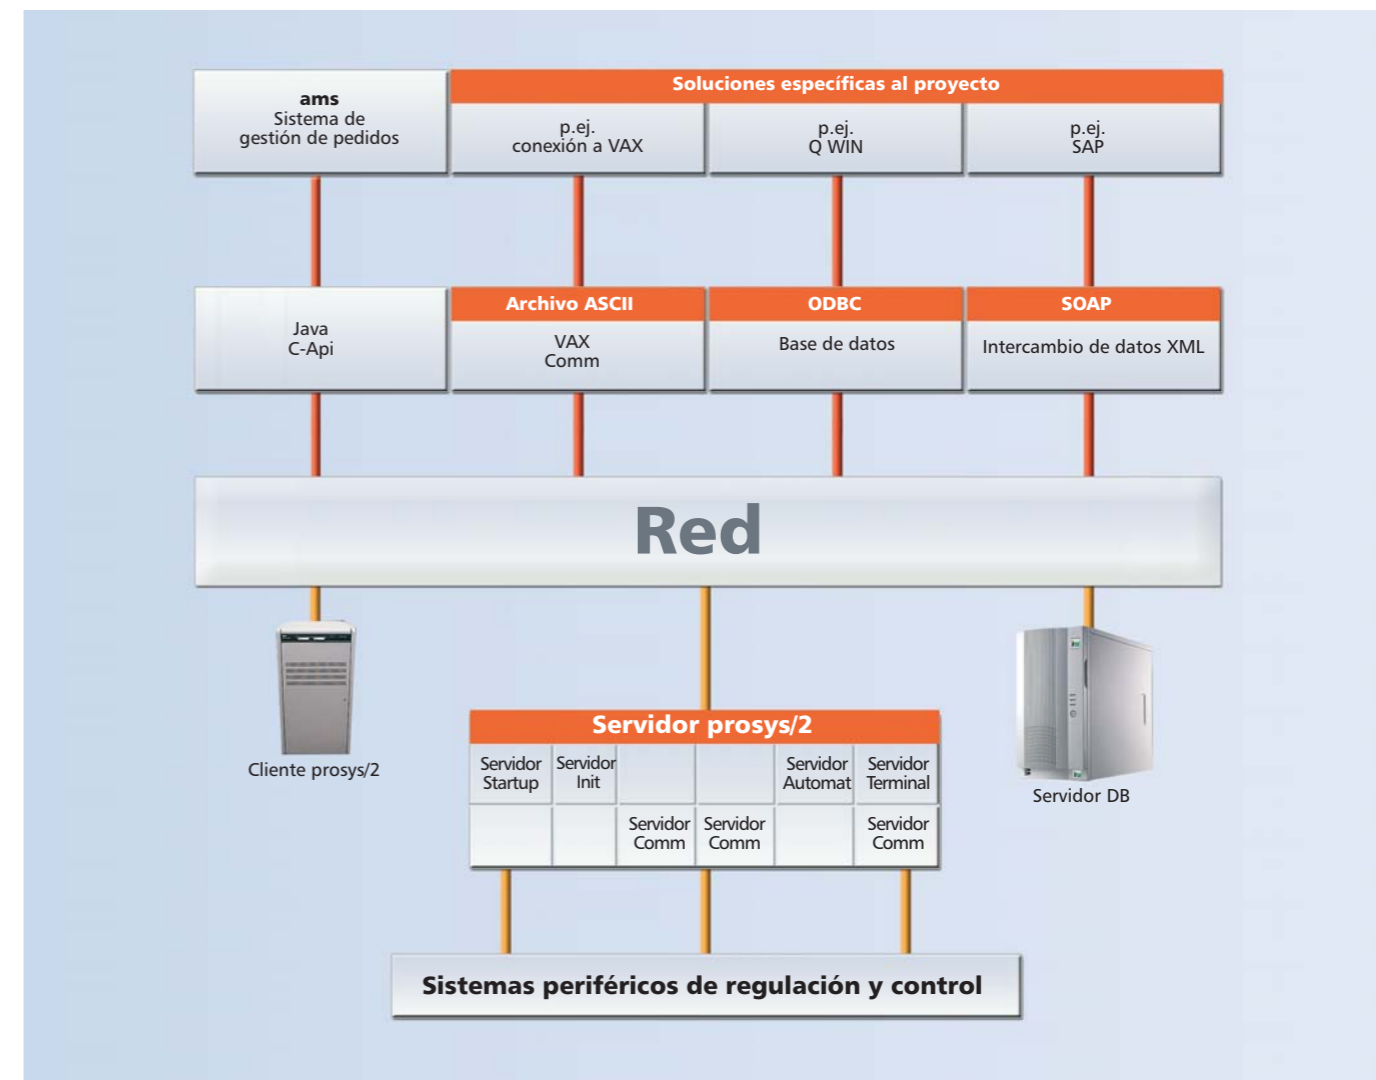 ams
Sistema de
gestión de pedidos
Soluciones específicas al proyecto
p.ej.
conexión a VAX
p.ej.
Q WIN
p.ej.
SAP
Java
C-Api
Archivo ASCII
VAX
Comm
ODBC
Base de datos
SOAP
Intercambio de datos XML
Red
Cliente prosys/2
Servidor prosys/2
Servidor
Startup
Servidor
Init
Servidor
Automat
Servidor
Terminal
Servidor
Comm
Servidor
Comm
Servidor
Comm
Servidor DB
Sistemas periféricos de regulación y control